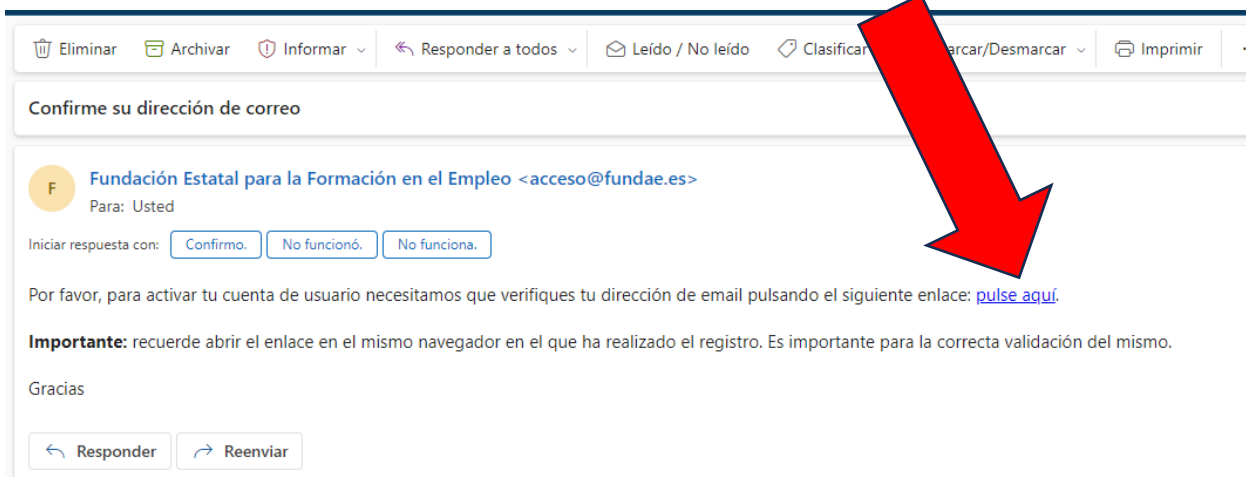 Eliminar Archivar Informar Responder a todos Leído / No leído Clasificar arcar/Desmarcar Imprimir
Confirme su dirección de correo
F
Fundación Estatal para la Formación en el Empleo <acceso@fundae.es>
Para: Usted
Iniciar respuesta con: Confirmo. No funcionó. No funciona.
Por favor, para activar tu cuenta de usuario necesitamos que verifiques tu dirección de email pulsando el siguiente enlace: pulse aquí.
Importante: recuerde abrir el enlace en el mismo navegador en el que ha realizado el registro. Es importante para la correcta validación del mismo.
Gracias
Responder Reenviar